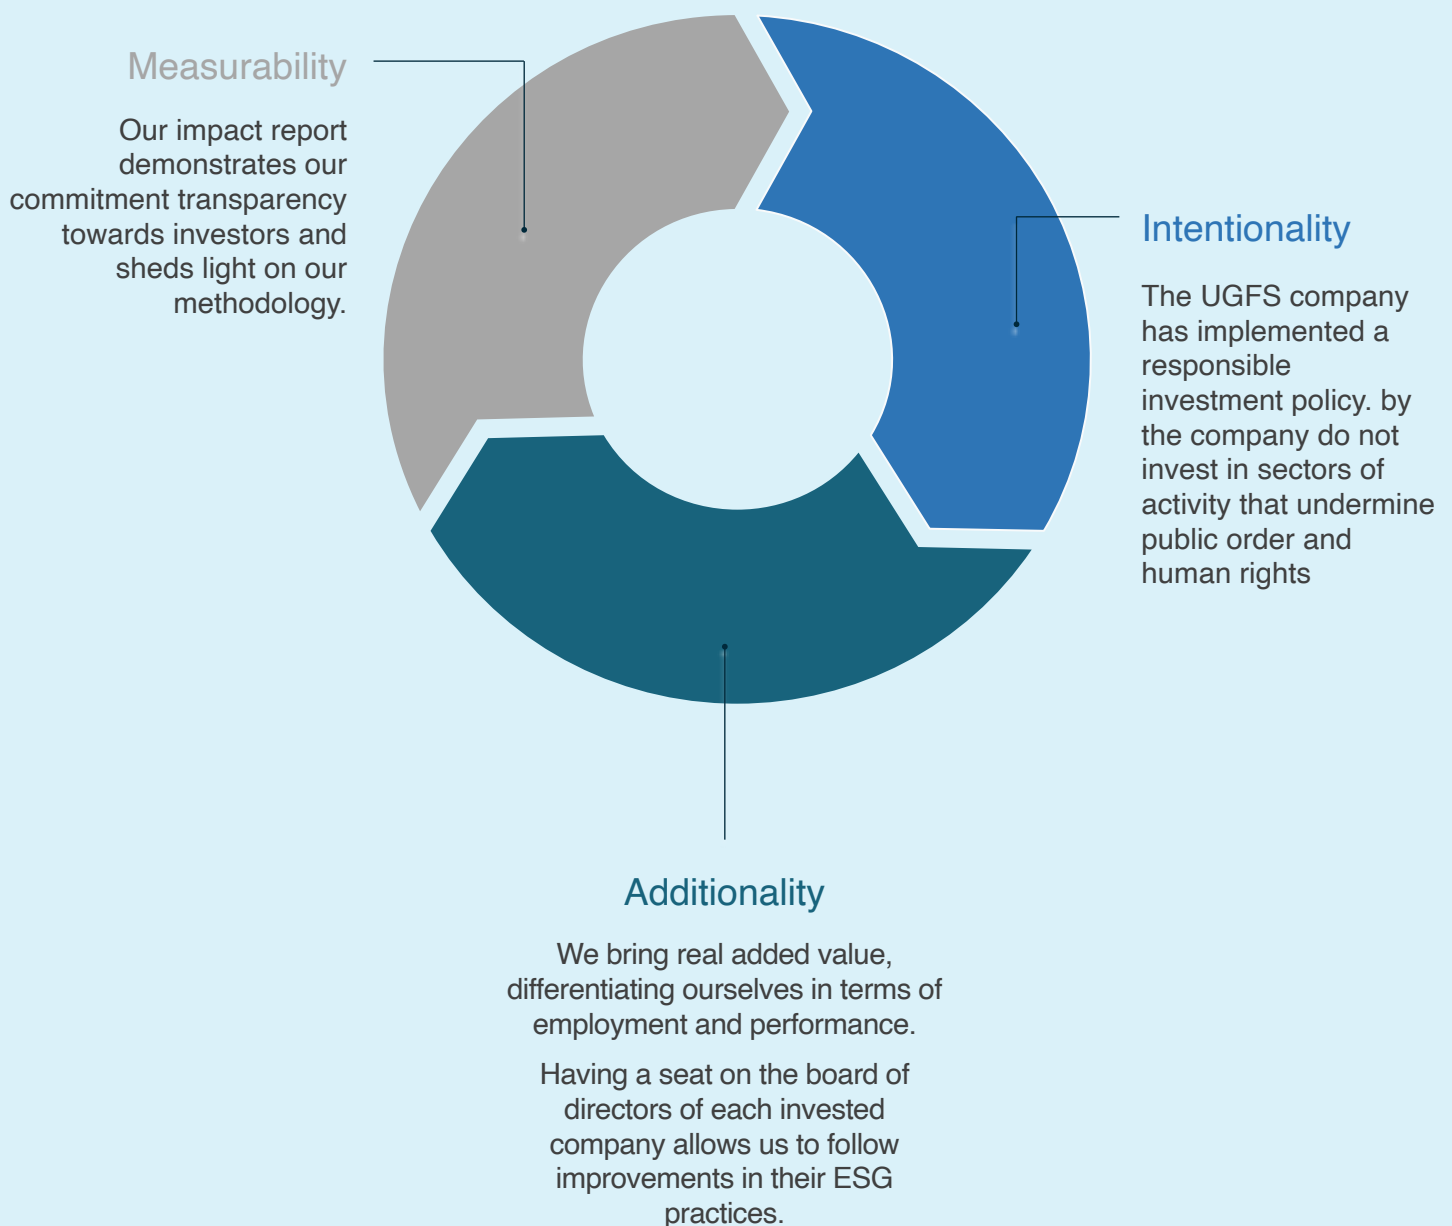 Measurability
Our impact report
demonstrates our
commitment transparency
towards investors and
sheds light on our
methodology.
Intentionality
The UGFS company
has implemented a
responsible
investment policy. by
the company do not
invest in sectors of
activity that undermine
public order and
human rights
Additionality
We bring real added value,
differentiating ourselves in terms of
employment and performance.
Having a seat on the board of
directors of each invested
company allows us to follow
improvements in their ESG
practices.